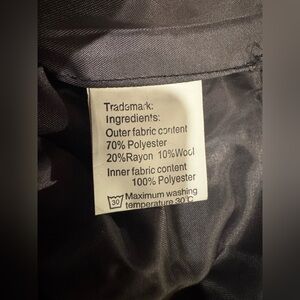 Trademark:
Ingredients:
Outer fabric content
70% Polyester
20%Rayon 10%Wool
Inner fabric content
100% Polyester
30 Maximum washing
temperature 30°C